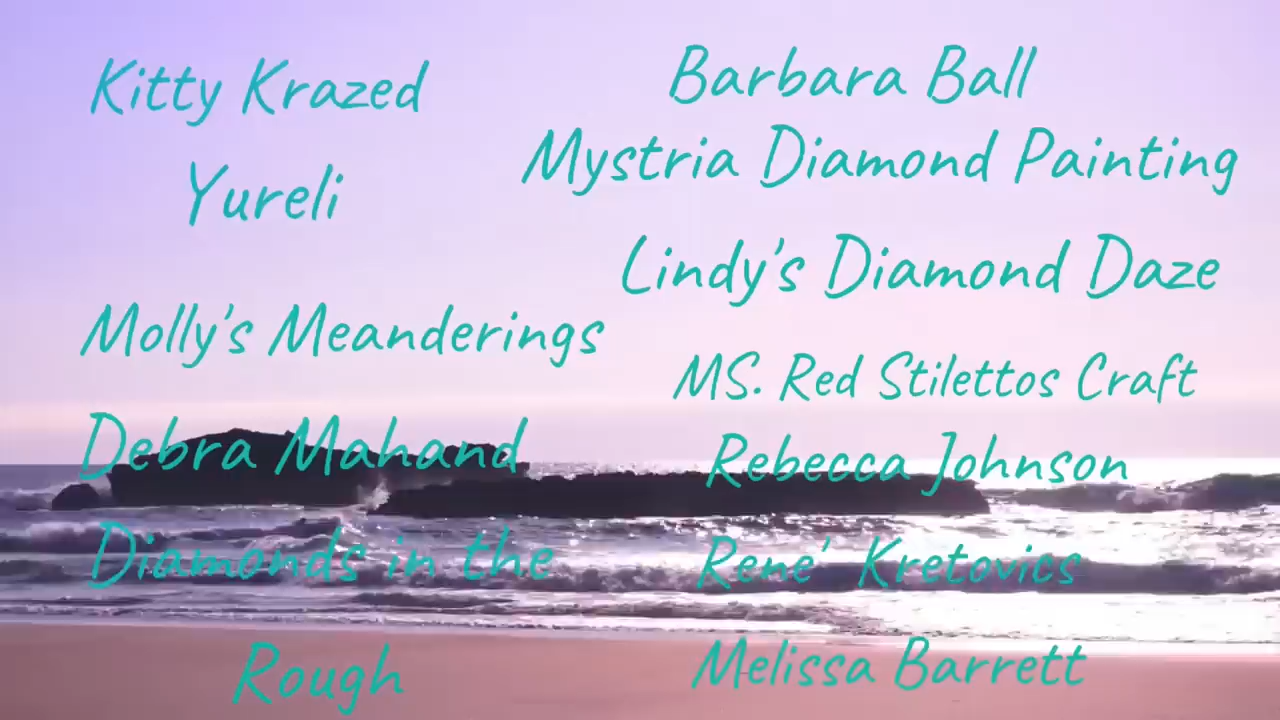 Kitty Krazed
Yureli
Molly's Meanderings
Debra Mahand
Diamonds in the
Rough
Barbara Ball
Mystria Diamond Painting
Lindy's Diamond Daze
MS. Red Stilettos Craft
Rebecca Johnson
Rene' Kretovics
Melissa Barrett